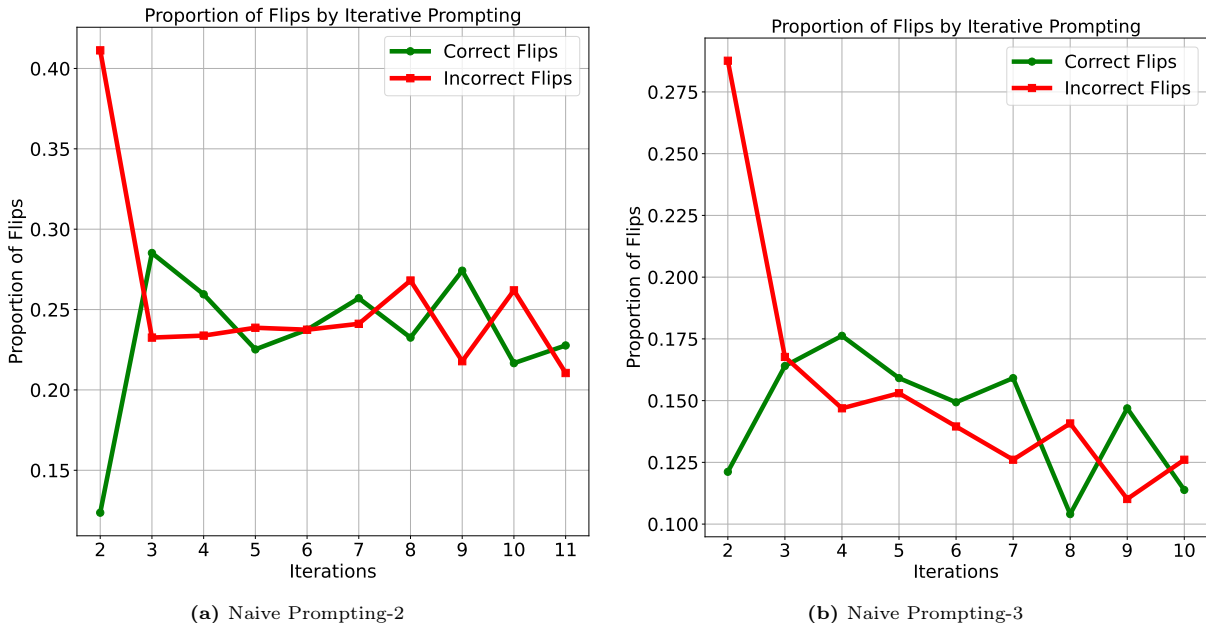 Proportion of Flips by Iterative Prompting
Correct Flips
Incorrect Flips
0.40
0.35
0.30
0.25
0.20
0.15
Proportion of Flips
2 3 4 5 6 7 8 9 10 11
Iterations
(a) Naive Prompting-2
Proportion of Flips by Iterative Prompting
Correct Flips
Incorrect Flips
0.275
0.250
0.225
0.200
0.175
0.150
0.125
0.100
Proportion of Flips
2 3 4 5 6 7 8 9 10
Iterations
(b) Naive Prompting-3